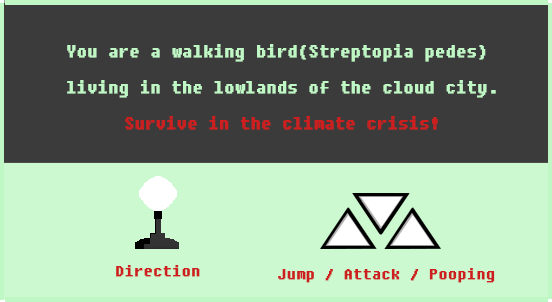 You are a walking bird(Streptopia pedes)
living in the lowlands of the cloud city.
Survive in the climate crisis!
Direction
Jump / Attack / Pooping